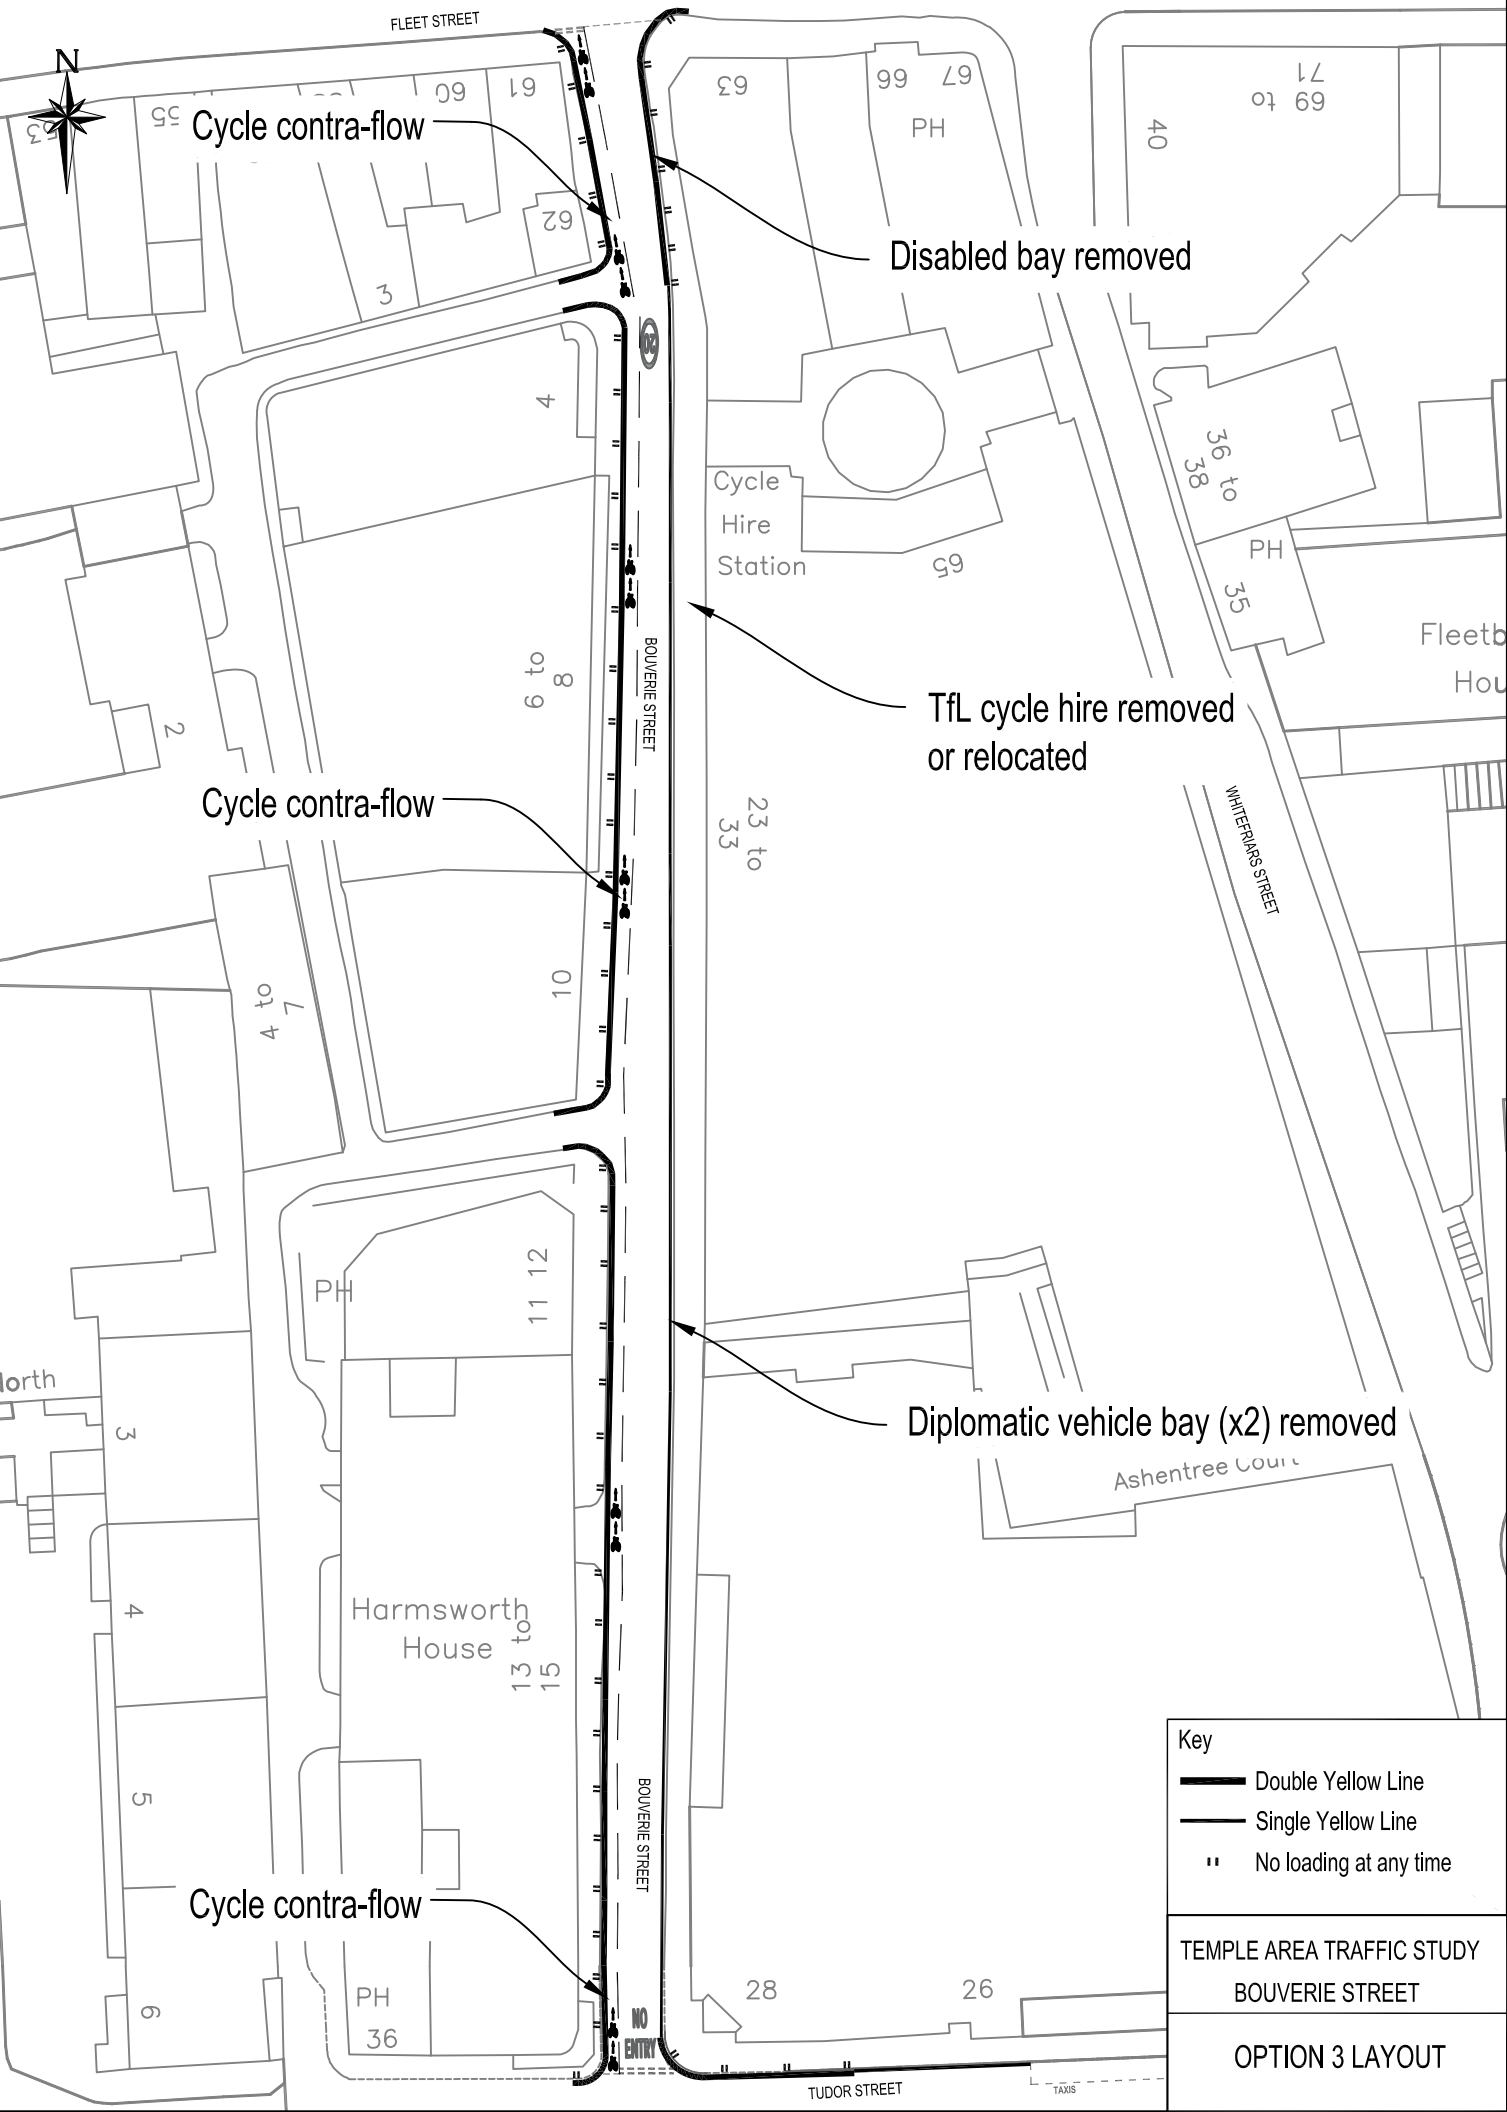 FLEET STREET
N
53
55
60
61
62
63
66
67
PH
69 to
71
40
Cycle contra-flow
Disabled bay removed
3
20
4
36 to
38
Cycle
Hire
Station
65
PH
35
Fleetb
Hou
6 to
8
BOUVERIE STREET
2
TfL cycle hire removed
or relocated
Cycle contra-flow
23 to
33
WHITEFRIARS STREET
10
4 to
7
PH
11 12
orth
3
Diplomatic vehicle bay (x2) removed
Ashentree Court
Harmsworth
House
13 to
15
4
5
6
BOUVERIE STREET
Cycle contra-flow
PH
36
NO
ENTRY
28
26
TUDOR STREET
TAXIS
Key
Double Yellow Line
Single Yellow Line
No loading at any time
TEMPLE AREA TRAFFIC STUDY
BOUVERIE STREET
OPTION 3 LAYOUT